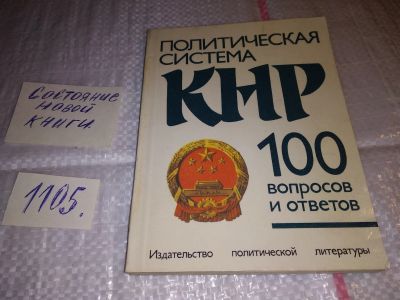 Состояние
новой
книги.
1105.
ПОЛИТИЧЕСКАЯ
СИСТЕМА
КНР
100
вопросов
и ответов
Издательство политической литературы